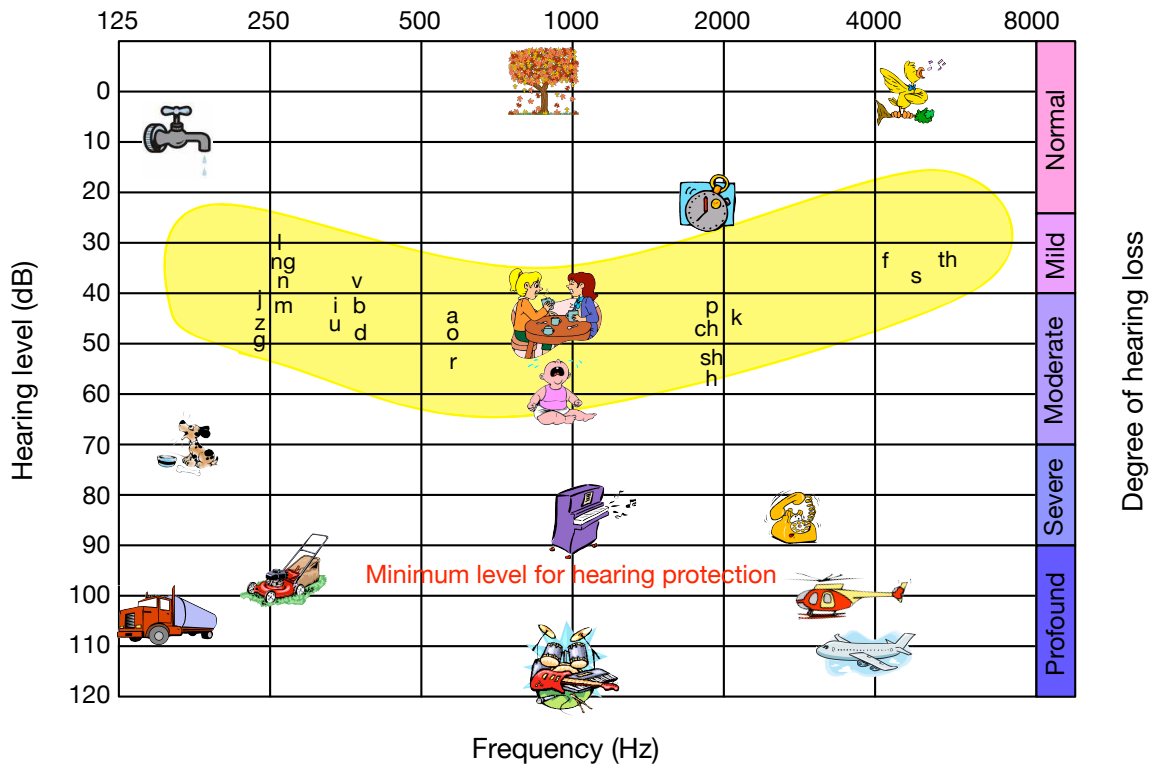 125 250 500 1000 2000 4000 8000
0
10
20
30
40
50
60
70
80
90
100
110
120
Hearing level (dB)
l
ng
n
j
m
z
g
v
i
b
u
d
a
o
r
p
k
ch
sh
h
f
th
s
Minimum level for hearing protection
Normal
Mild
Moderate
Severe
Profound
Degree of hearing loss
Frequency (Hz)